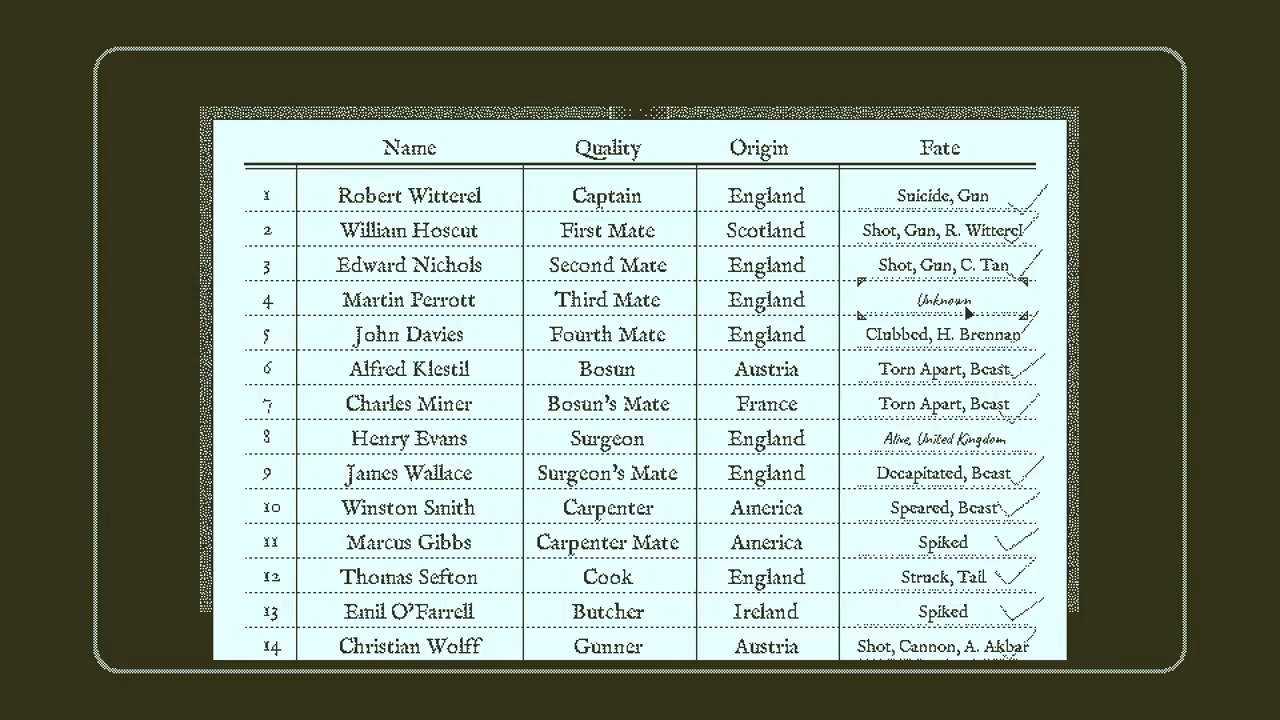 Name Quality Origin Fate
1 Robert Witterel Captain England Suicide, Gun
2 William Hoscut First Mate Scotland Shot, Gun, R. Witterel
3 Edward Nichols Second Mate England Shot, Gun, C. Tan
4 Martin Perrott Third Mate England Unknown
5 John Davies Fourth Mate England Clubbed, H. Brennan
6 Alfred Klestil Bosun Austria Torn Apart, Beast
7 Charles Miner Bosun's Mate France Torn Apart, Beast
8 Henry Evans Surgeon England Alive, United Kingdom
9 James Wallace Surgeon's Mate England Decapitated, Beast
10 Winston Smith Carpenter America Speared, Beast
11 Marcus Gibbs Carpenter Mate America Spiked
12 Thomas Sefton Cook England Struck, Tail
13 Emil O'Farrell Butcher Ireland Spiked
14 Christian Wolff Gunner Austria Shot, Cannon, A. Akbar